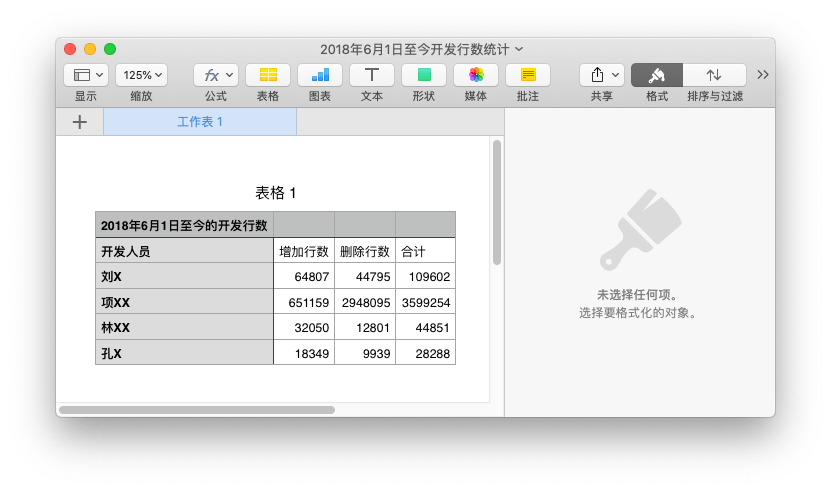 2018年6月1日至今开发行数统计
125%
显示 缩放 公式 表格 图表 文本 形状 媒体 批注 共享 格式 排序与过滤
工作表 1
表格 1
2018年6月1日至今的开发行数
开发人员 增加行数 删除行数 合计
刘X 64807 44795 109602
项XX 651159 2948095 3599254
林XX 32050 12801 44851
孔X 18349 9939 28288
未选择任何项。
选择要格式化的对象。